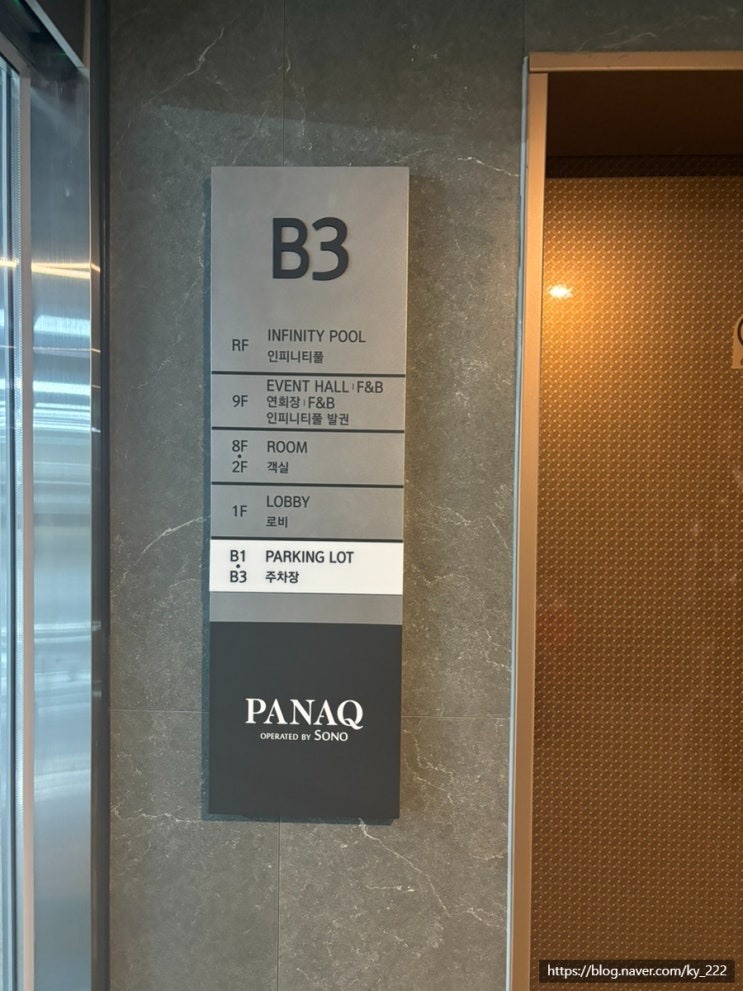 B3
RF INFINITY POOL
인피니티풀
9F EVENT HALL | F&B
연회장 | F&B
인피니티풀 발권
8F ROOM
2F 객실
1F LOBBY
로비
B1 PARKING LOT
B3 주차장
PANAQ
OPERATED BY SONO
https://blog.naver.com/ky_222